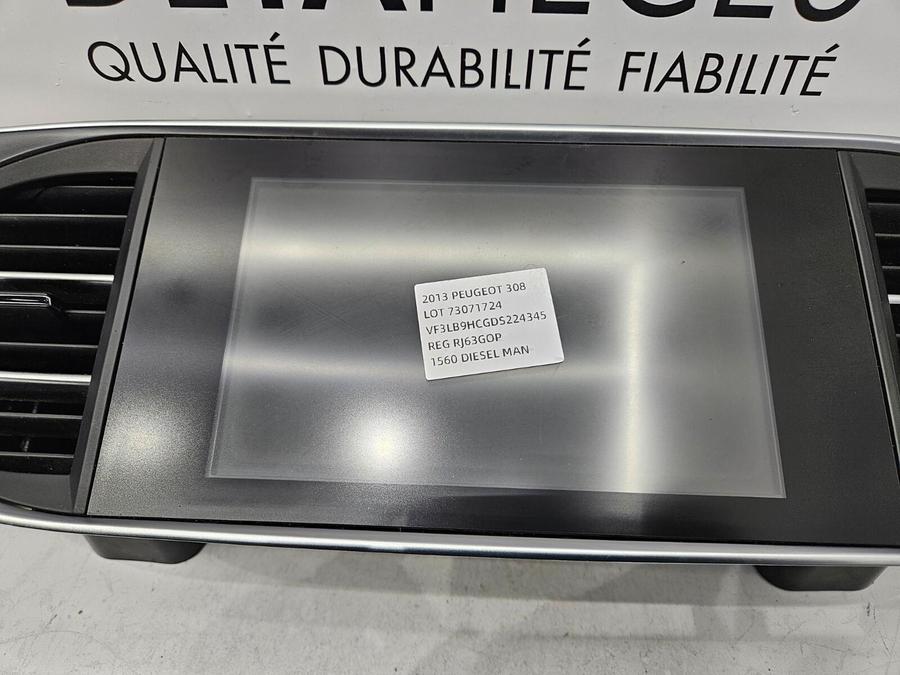 QUALITÉ DURABILITÉ FIABILITÉ
2013 PEUGEOT 308
LOT 73071724
VF3LB9HCGDS224345
REG RJ63GOP
1560 DIESEL MAN